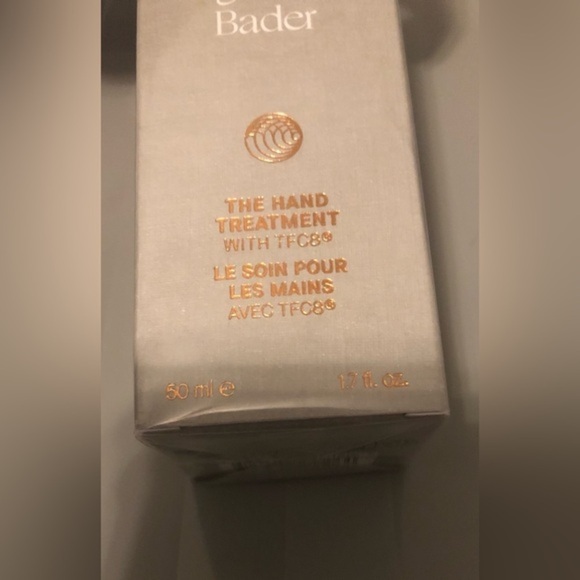 Bader
THE HAND
TREATMENT
WITH TFC8®
LE SOIN POUR
LES MAINS
AVEC TFC8®
50 ml ℮
1.7 fl. oz.